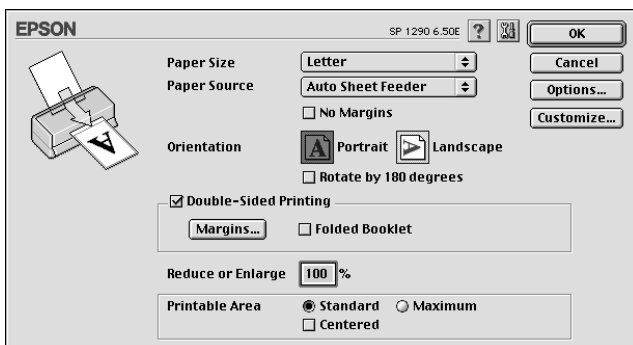 EPSON
SP 1290 6.50E ?
OK
Paper Size Letter
Cancel
Paper Source Auto Sheet Feeder
Options...
No Margins
Customize...
Orientation A Portrait A Landscape
Rotate by 180 degrees
Double-Sided Printing
Margins... Folded Booklet
Reduce or Enlarge 100 %
Printable Area Standard Maximum
Centered
A